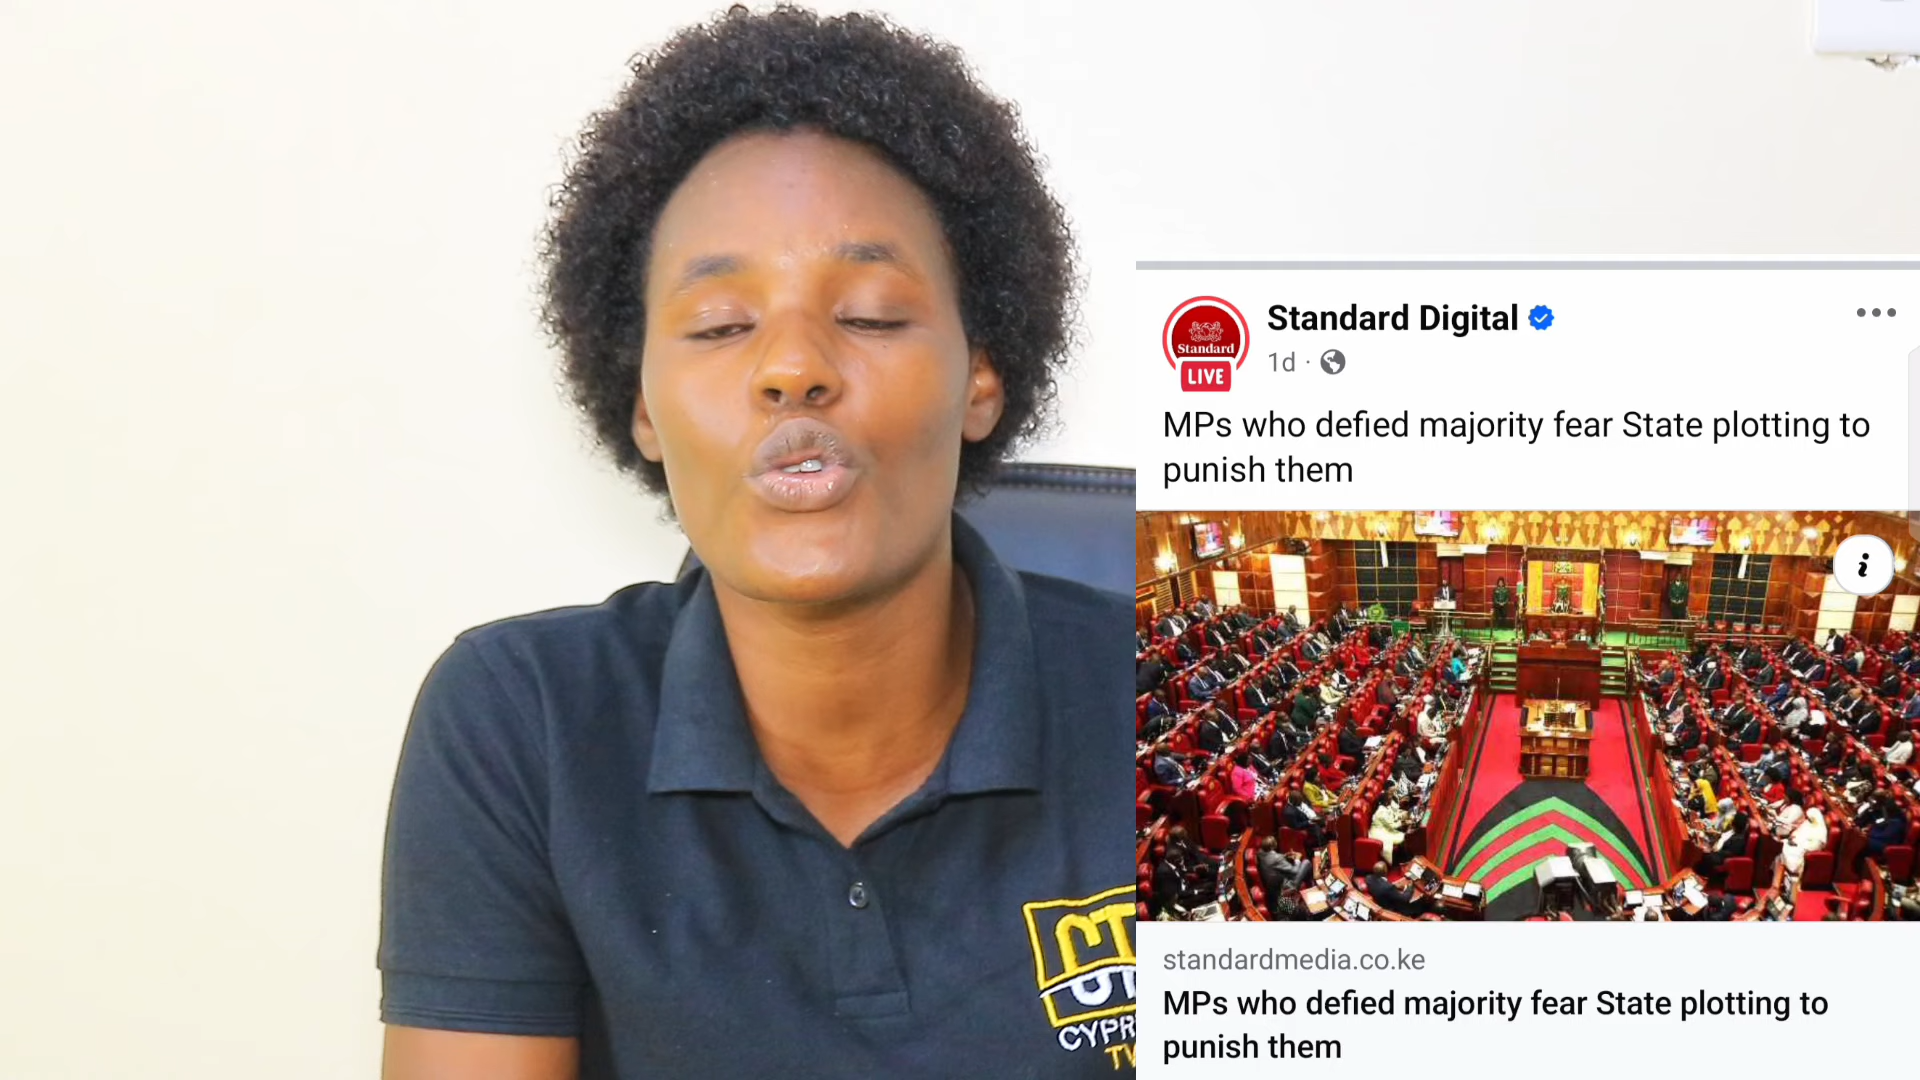 Standard Digital
Standard
LIVE
1d ·
MPs who defied majority fear State plotting to
punish them
standardmedia.co.ke
MPs who defied majority fear State plotting to
punish them
TV